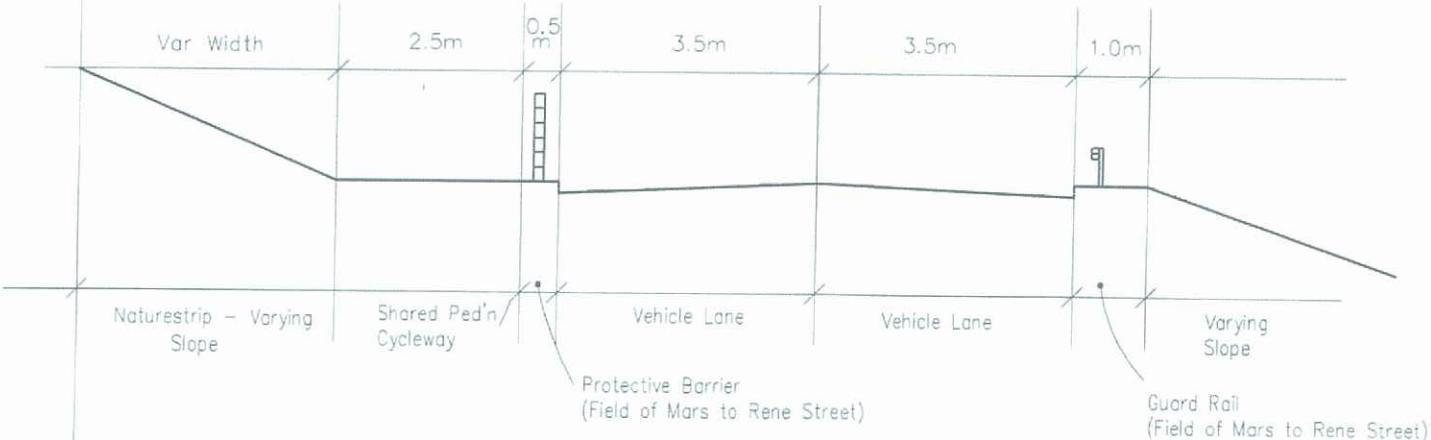 Var Width
2.5m
0.5
m
3.5m
3.5m
1.0m
Naturestrip - Varying
Slope
Shared Ped'n/
Cycleway
Vehicle Lane
Vehicle Lane
Varying
Slope
Protective Barrier
(Field of Mars to Rene Street)
Guard Rail
(Field of Mars to Rene Street)